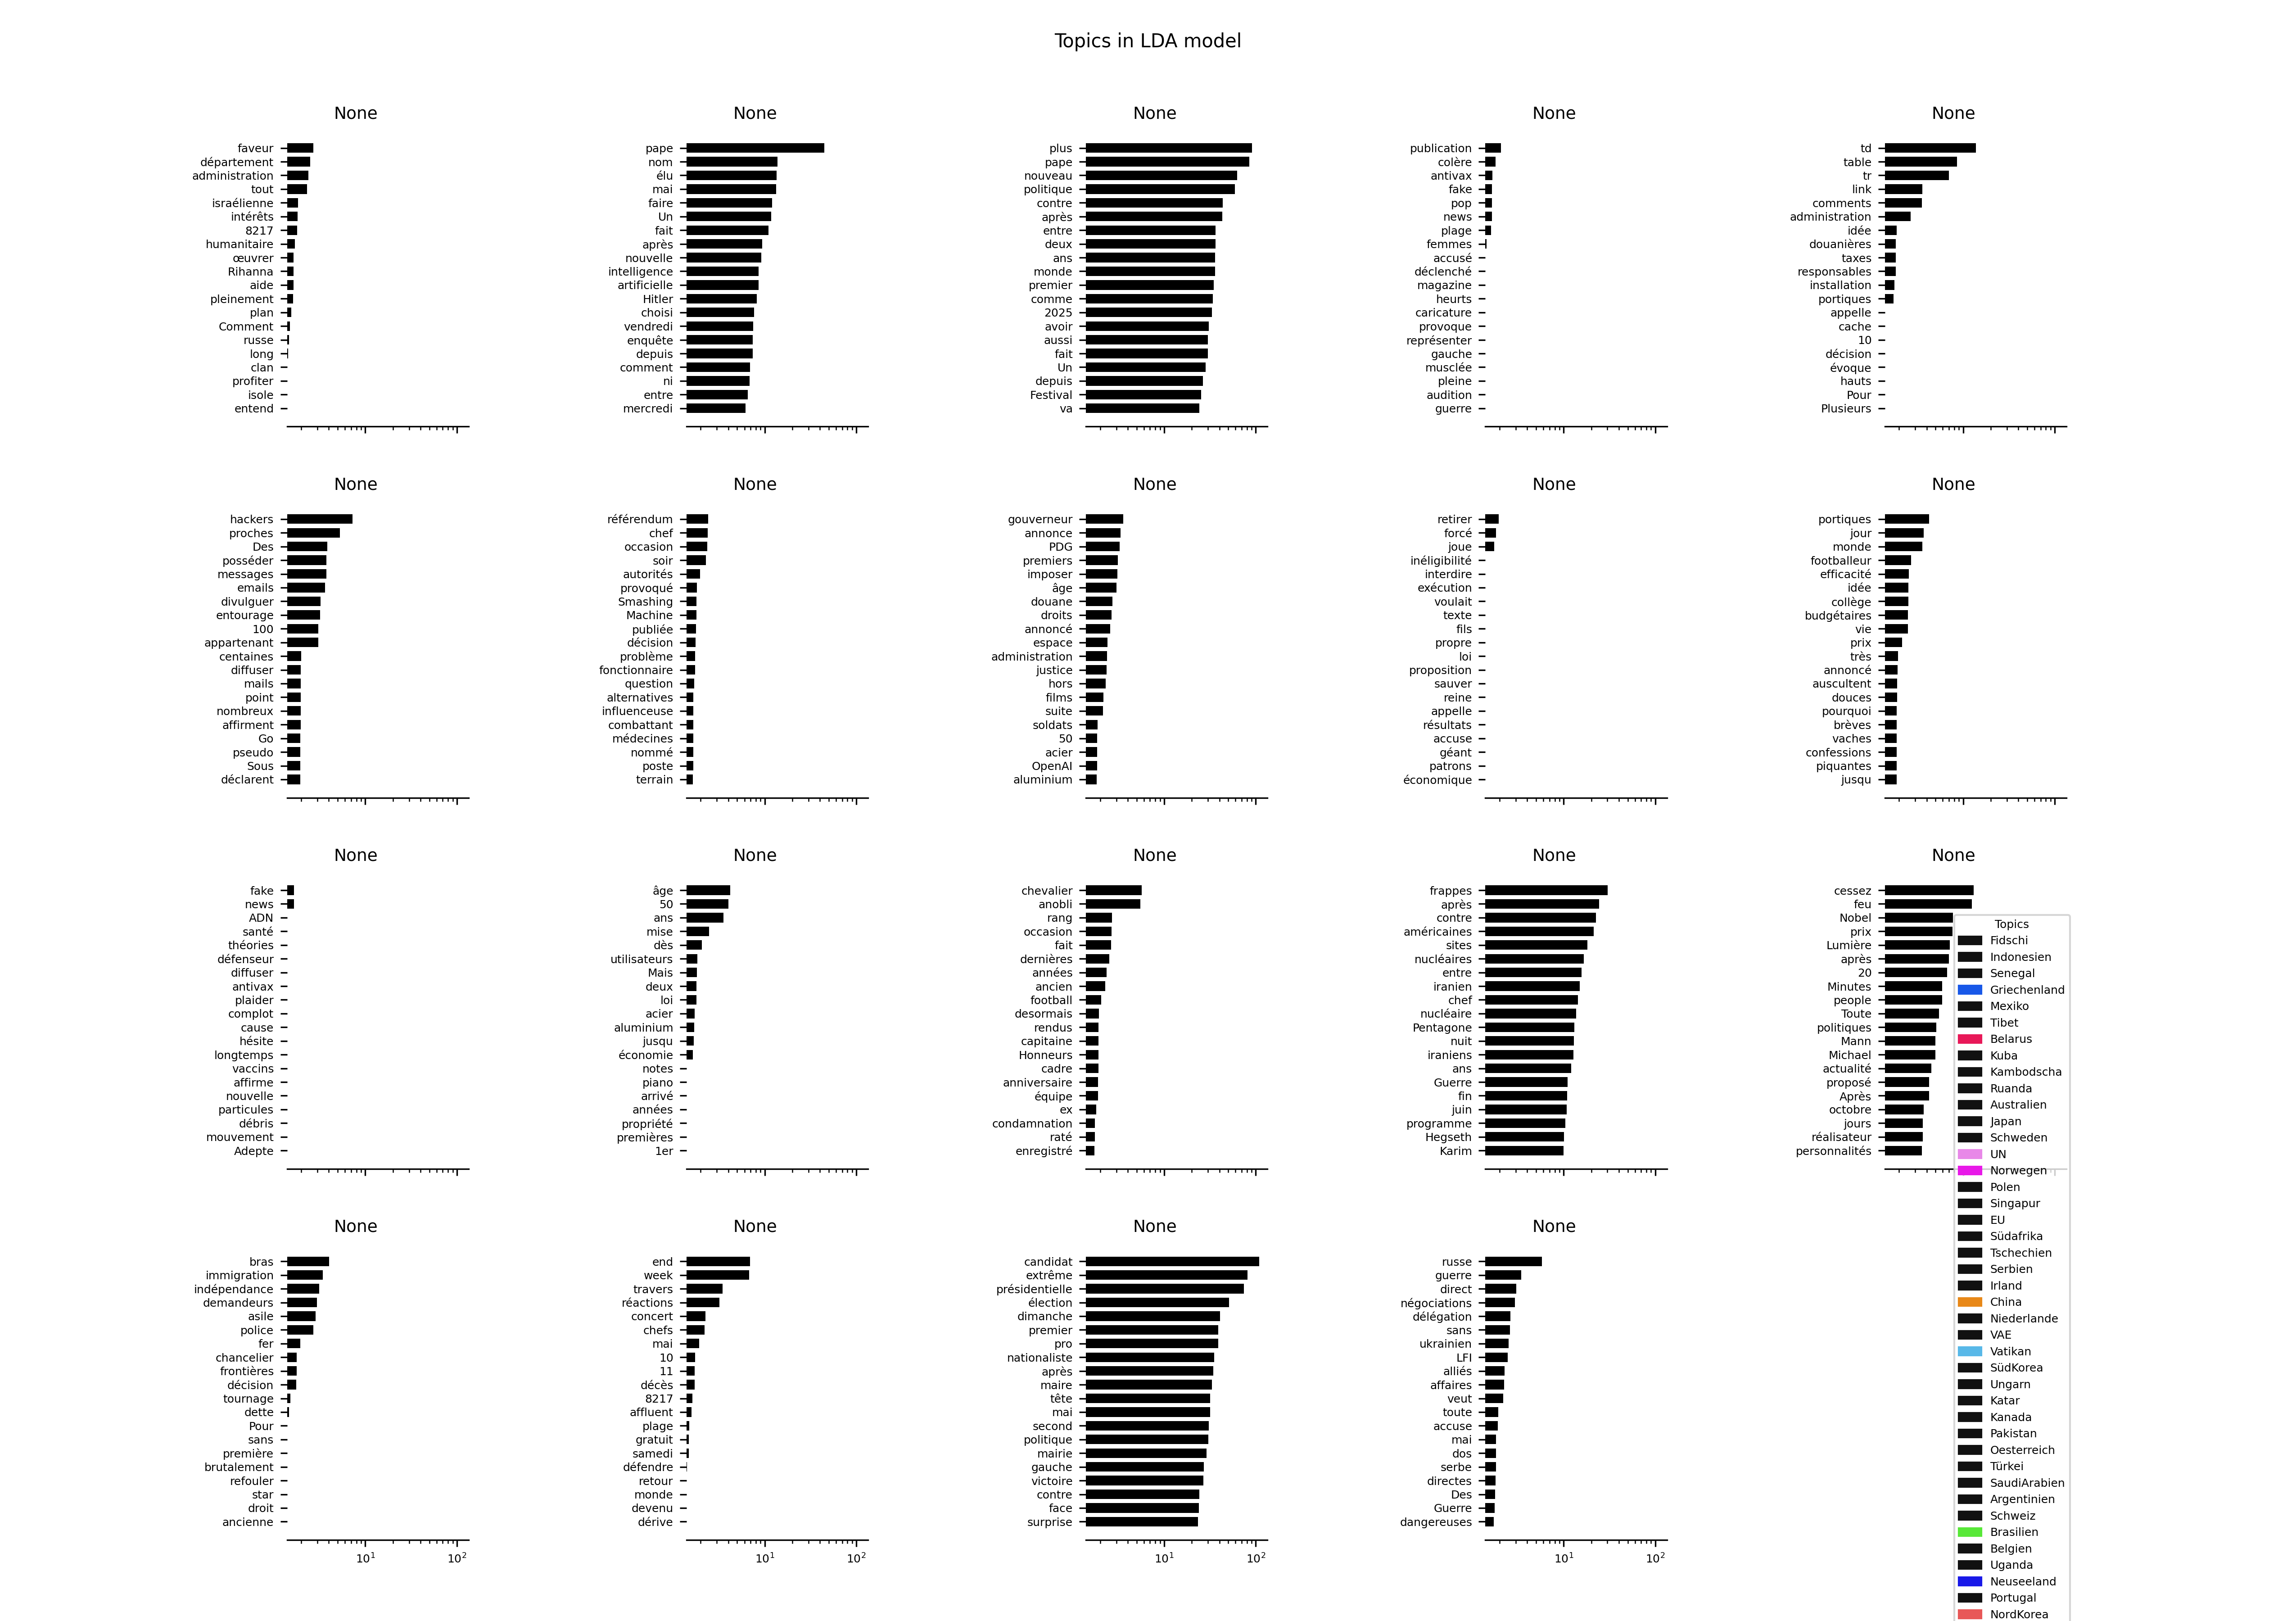 Topics in LDA model
None
faveur
département
administration
tout
israélienne
intérêts
8217
humanitaire
œuvrer
Rihanna
aide
pleinement
plan
Comment
russe
long
clan
profiter
isole
entend
None
pape
nom
élu
mai
faire
Un
fait
après
nouvelle
intelligence
artificielle
Hitler
choisi
vendredi
enquête
depuis
comment
ni
entre
mercredi
None
plus
pape
nouveau
politique
contre
après
entre
deux
ans
monde
premier
comme
2025
avoir
aussi
fait
Un
depuis
Festival
va
None
publication
colère
antivax
fake
pop
news
plage
femmes
accusé
déclenché
magazine
heurts
caricature
provoque
représenter
gauche
musclée
pleine
audition
guerre
None
td
table
tr
link
comments
administration
idée
douanières
taxes
responsables
installation
portiques
appelle
cache
10
décision
évoque
hauts
Pour
Plusieurs
None
hackers
proches
Des
posséder
messages
emails
divulguer
entourage
100
appartenant
centaines
diffuser
mails
point
nombreux
affirment
Go
pseudo
Sous
déclarent
None
référendum
chef
occasion
soir
autorités
provoqué
Smashing
Machine
publiée
décision
problème
fonctionnaire
question
alternatives
influenceuse
combattant
médecines
nommé
poste
terrain
None
gouverneur
annonce
PDG
premiers
imposer
âge
douane
droits
annoncé
espace
administration
justice
hors
films
suite
soldats
50
acier
OpenAI
aluminium
None
retirer
forcé
joue
inéligibilité
interdire
exécution
voulait
texte
fils
propre
loi
proposition
sauver
reine
appelle
résultats
accuse
géant
patrons
économique
None
portiques
jour
monde
footballeur
efficacité
idée
collège
budgétaires
vie
prix
très
annoncé
auscultent
douces
pourquoi
brèves
vaches
confessions
piquantes
jusqu
None
fake
news
ADN
santé
théories
défenseur
diffuser
antivax
plaider
complot
cause
hésite
longtemps
vaccins
affirme
nouvelle
particules
débris
mouvement
Adepte
None
âge
50
ans
mise
dès
utilisateurs
Mais
deux
loi
acier
aluminium
jusqu
économie
notes
piano
arrivé
années
propriété
premières
1er
None
chevalier
anobli
rang
occasion
fait
dernières
années
ancien
football
desormais
rendus
capitaine
Honneurs
cadre
anniversaire
équipe
ex
condamnation
raté
enregistré
None
frappes
après
contre
américaines
sites
nucléaires
entre
iranien
chef
nucléaire
Pentagone
nuit
iraniens
ans
Guerre
fin
juin
programme
Hegseth
Karim
None
cessez
feu
Nobel
prix
Lumière
après
20
Minutes
people
Toute
politiques
Mann
Michael
actualité
proposé
Après
octobre
jours
réalisateur
personnalités
None
bras
immigration
indépendance
demandeurs
asile
police
fer
chancelier
frontières
décision
tournage
dette
Pour
sans
première
brutalement
refouler
star
droit
ancienne
10¹ 10²
None
end
week
travers
réactions
concert
chefs
mai
10
11
décès
8217
affluent
plage
gratuit
samedi
défendre
retour
monde
devenu
dérive
10¹ 10²
None
candidat
extrême
présidentielle
élection
dimanche
premier
pro
nationaliste
après
maire
tête
mai
second
politique
mairie
gauche
victoire
contre
face
surprise
10¹ 10²
None
russe
guerre
direct
négociations
délégation
sans
ukrainien
LFI
alliés
affaires
veut
toute
accuse
mai
dos
serbe
directes
Des
Guerre
dangereuses
10¹ 10²
Topics
Fidschi
Indonesien
Senegal
Griechenland
Mexiko
Tibet
Belarus
Kuba
Kambodscha
Ruanda
Australien
Japan
Schweden
UN
Norwegen
Polen
Singapur
EU
Südafrika
Tschechien
Serbien
Irland
China
Niederlande
VAE
Vatikan
SüdKorea
Ungarn
Katar
Kanada
Pakistan
Oesterreich
Türkei
SaudiArabien
Argentinien
Schweiz
Brasilien
Belgien
Uganda
Neuseeland
Portugal
NordKorea